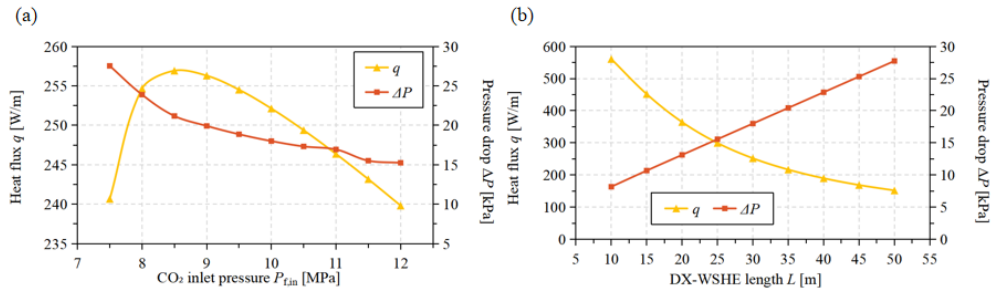 (a)
260
255
250
245
240
235
Heat flux q [W/m]
30
25
20
15
10
5
Pressure drop ΔP [kPa]
q
ΔP
7 8 9 10 11 12
CO₂ inlet pressure Pf,in [MPa]
(b)
600
500
400
300
200
100
0
Heat flux q [W/m]
30
25
20
15
10
5
0
Pressure drop ΔP [kPa]
q ΔP
5 10 15 20 25 30 35 40 45 50 55
DX-WSHE length L [m]